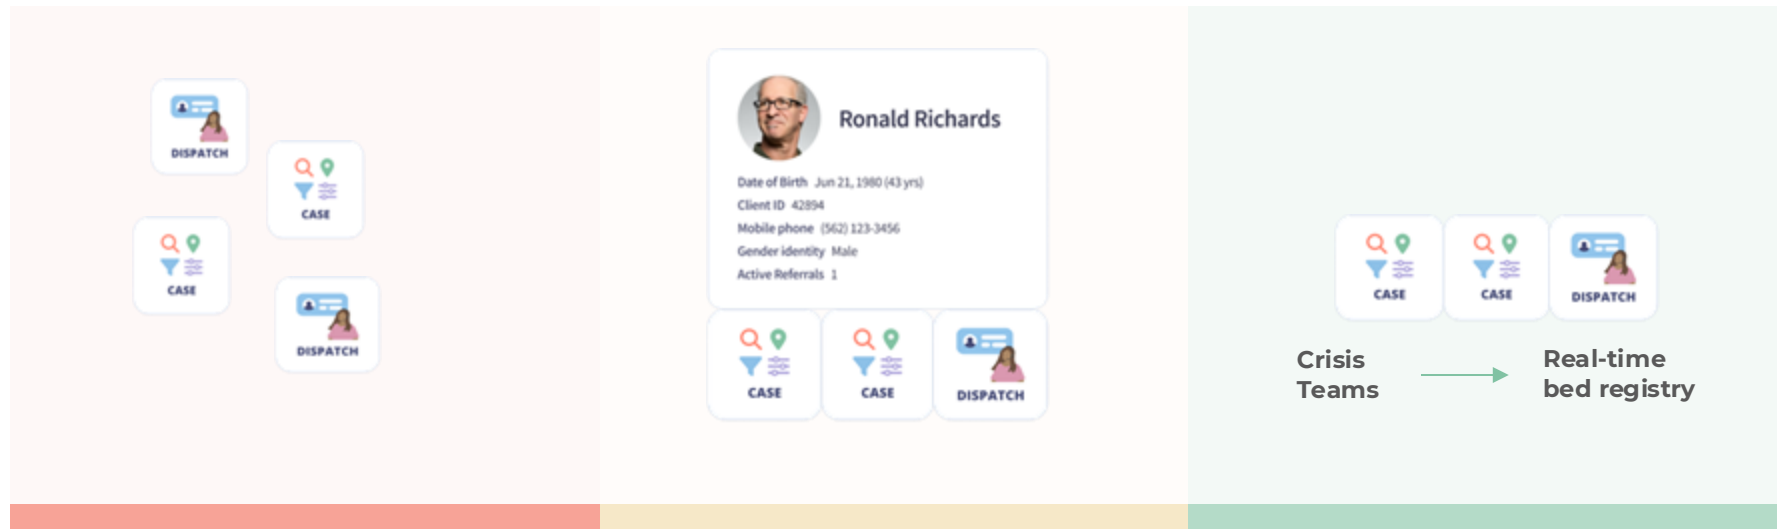 DISPATCH
CASE
CASE
DISPATCH
Ronald Richards
Date of Birth Jun 21, 1980 (43 yrs)
Client ID 42894
Mobile phone (562) 123-3456
Gender identity Male
Active Referrals 1
CASE CASE DISPATCH
CASE CASE DISPATCH
Crisis
Teams
Real-time
bed registry